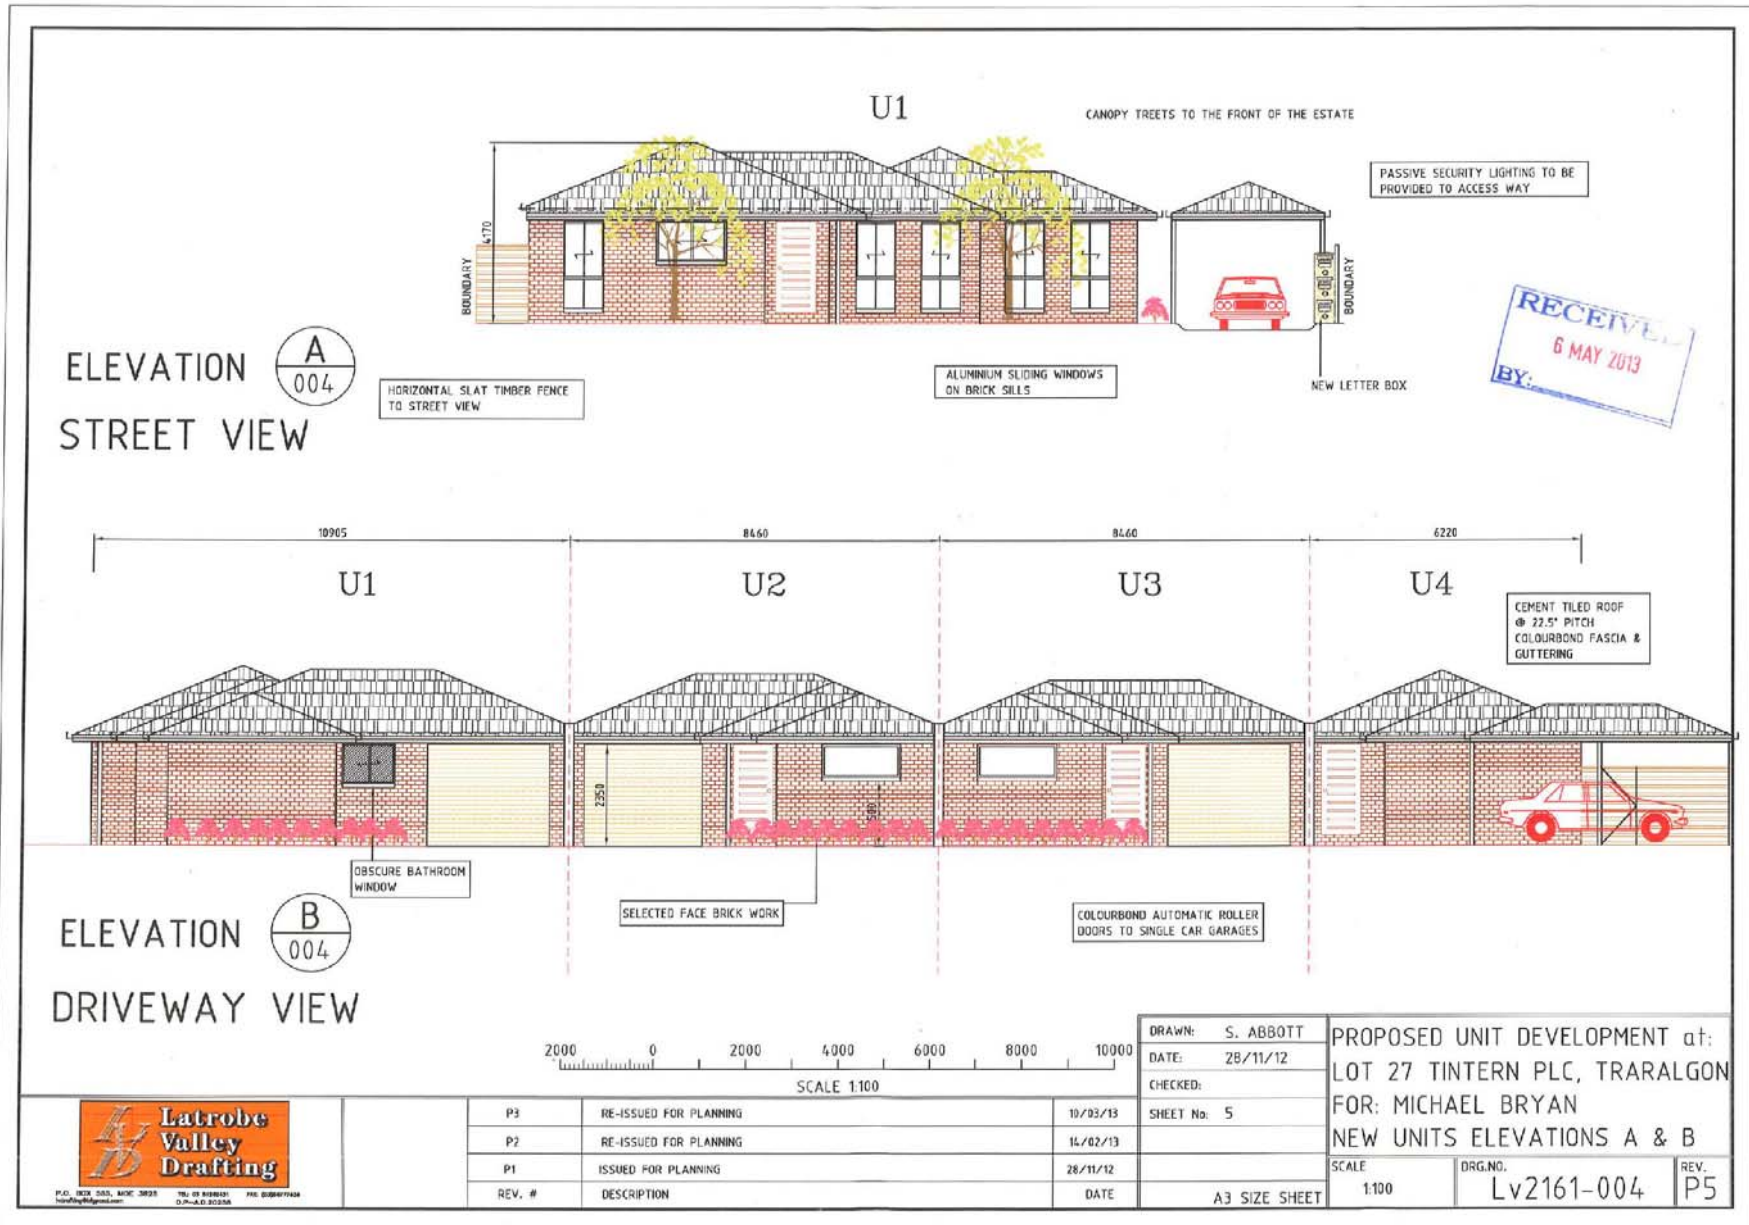 U1
CANOPY TREETS TO THE FRONT OF THE ESTATE
PASSIVE SECURITY LIGHTING TO BE
PROVIDED TO ACCESS WAY
4170
BOUNDARY
BOUNDARY
RECEIVED
6 MAY 2013
BY:
ELEVATION
A
004
STREET VIEW
HORIZONTAL SLAT TIMBER FENCE
TO STREET VIEW
ALUMINIUM SLIDING WINDOWS
ON BRICK SILLS
NEW LETTER BOX
10905
8460
8460
6220
U1
U2
U3
U4
CEMENT TILED ROOF
@ 22.5° PITCH
COLOURBOND FASCIA &
GUTTERING
2350
OBSCURE BATHROOM
WINDOW
SELECTED FACE BRICK WORK
COLOURBOND AUTOMATIC ROLLER
DOORS TO SINGLE CAR GARAGES
ELEVATION
B
004
DRIVEWAY VIEW
2000 0 2000 4000 6000 8000 10000
SCALE 1:100
DRAWN: S. ABBOTT
DATE: 28/11/12
CHECKED:
SHEET No: 5
A3 SIZE SHEET
PROPOSED UNIT DEVELOPMENT at:
LOT 27 TINTERN PLC, TRARALGON
FOR: MICHAEL BRYAN
NEW UNITS ELEVATIONS A & B
SCALE
1:100
DRG.NO.
Lv2161-004
REV.
P5
P3 RE-ISSUED FOR PLANNING 10/03/13
P2 RE-ISSUED FOR PLANNING 14/02/13
P1 ISSUED FOR PLANNING 28/11/12
REV. # DESCRIPTION DATE
LVD
Latrobe
Valley
Drafting